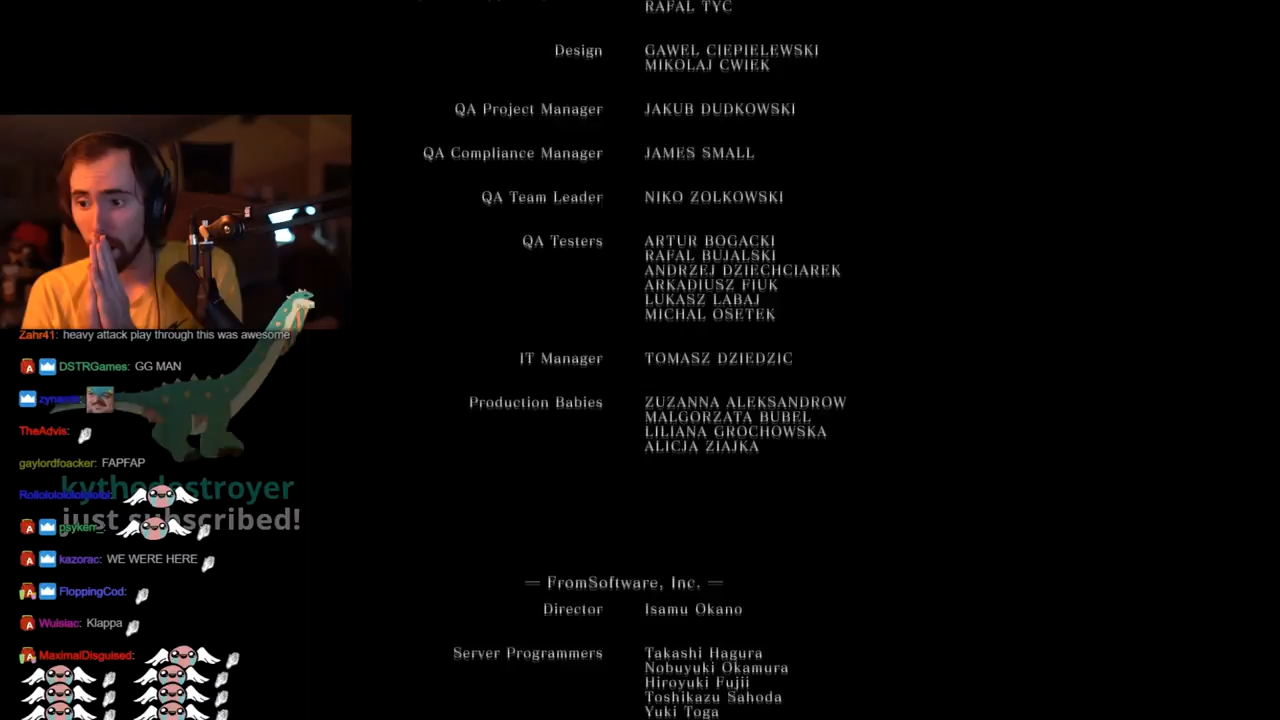 RAFAL TYC
Design GAWEL CIEPIELEWSKI
MIKOLAJ CWIEK
QA Project Manager JAKUB DUDKOWSKI
QA Compliance Manager JAMES SMALL
QA Team Leader NIKO ZOLKOWSKI
QA Testers ARTUR BOGACKI
RAFAL BUJALSKI
ANDRZEJ DZIECHCIAREK
ARKADIUSZ FIUK
LUKASZ LABAJ
MICHAL OSETEK
IT Manager TOMASZ DZIEDZIC
Production Babies ZUZANNA ALEKSANDROW
MALGORZATA BUBEL
LILIANA GROCHOWSKA
ALICJA ZIAJKA
— FromSoftware, Inc. —
Director Isamu Okano
Server Programmers Takashi Hagura
Nobuyuki Okamura
Hiroyuki Fujii
Toshikazu Sahoda
Yuki Toga
Zahr41: heavy attack play through this was awesome
DSTRGames: GG MAN
TheAdvis:
gaylordfoacker: FAPFAP
kythodestroyer
just subscribed!
psykerr_:
kazorac: WE WERE HERE
FloppingCod:
Wulsiac: Klappa
MaximalDisguised: